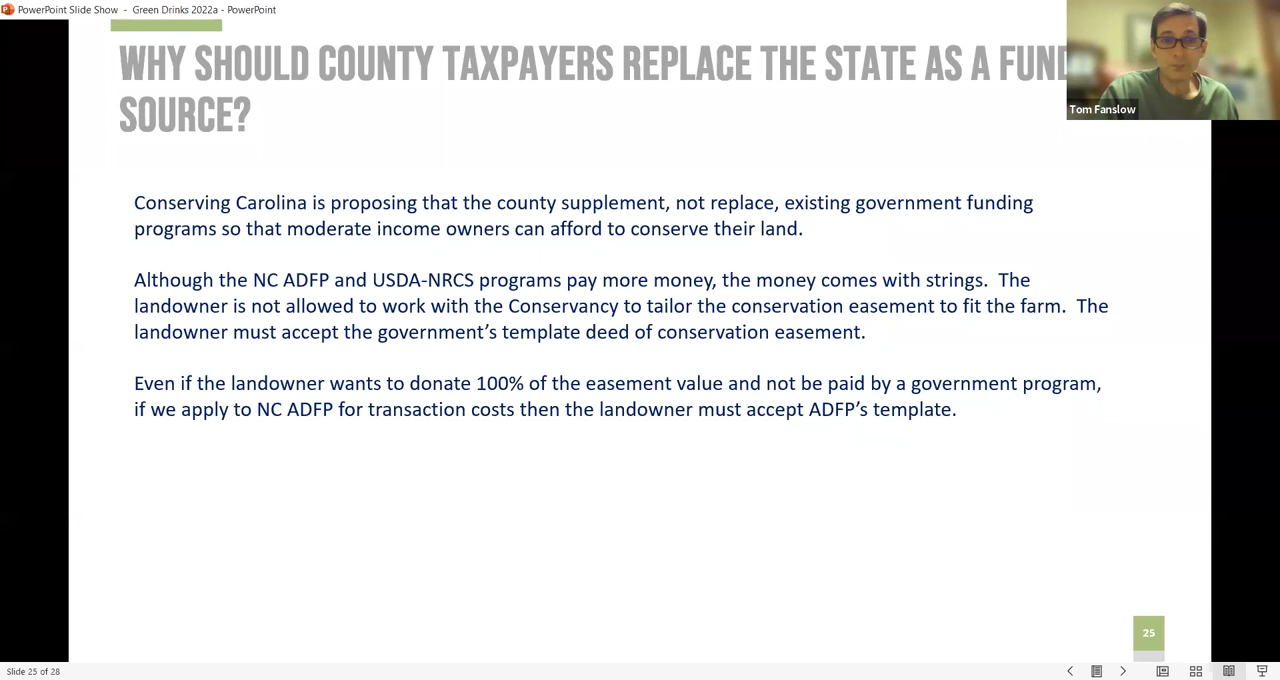 PowerPoint Slide Show - Green Drinks 2022a - PowerPoint
WHY SHOULD COUNTY TAXPAYERS REPLACE THE STATE AS A FUND
SOURCE?
Tom Fanslow
Conserving Carolina is proposing that the county supplement, not replace, existing government funding
programs so that moderate income owners can afford to conserve their land.
Although the NC ADFP and USDA-NRCS programs pay more money, the money comes with strings. The
landowner is not allowed to work with the Conservancy to tailor the conservation easement to fit the farm. The
landowner must accept the government’s template deed of conservation easement.
Even if the landowner wants to donate 100% of the easement value and not be paid by a government program,
if we apply to NC ADFP for transaction costs then the landowner must accept ADFP’s template.
25
Slide 25 of 28